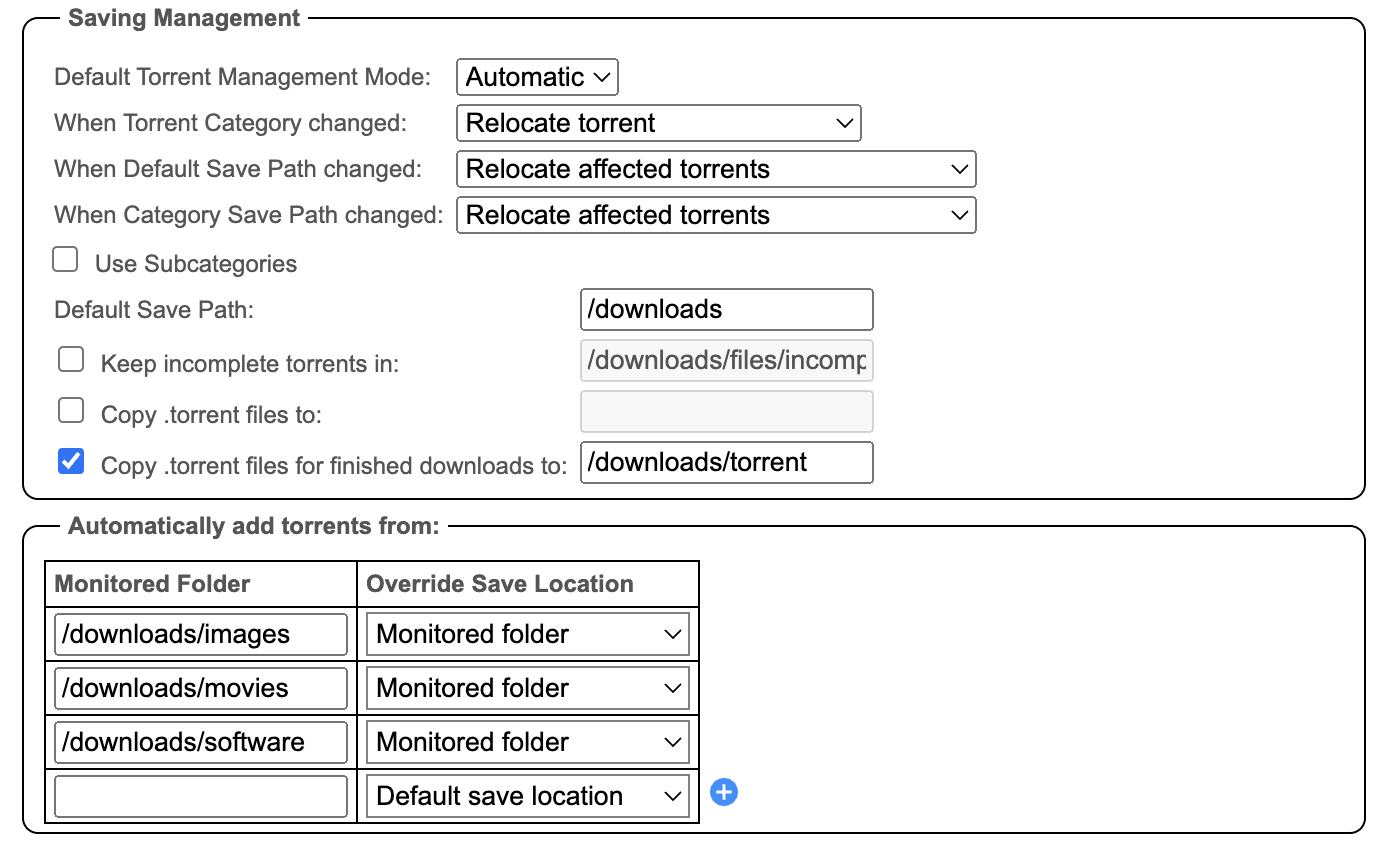 Saving Management
Default Torrent Management Mode: Automatic
When Torrent Category changed: Relocate torrent
When Default Save Path changed: Relocate affected torrents
When Category Save Path changed: Relocate affected torrents
Use Subcategories
Default Save Path: /downloads
Keep incomplete torrents in: /downloads/files/incomp
Copy .torrent files to:
Copy .torrent files for finished downloads to: /downloads/torrent
Automatically add torrents from:
Monitored Folder Override Save Location
/downloads/images Monitored folder
/downloads/movies Monitored folder
/downloads/software Monitored folder
Default save location